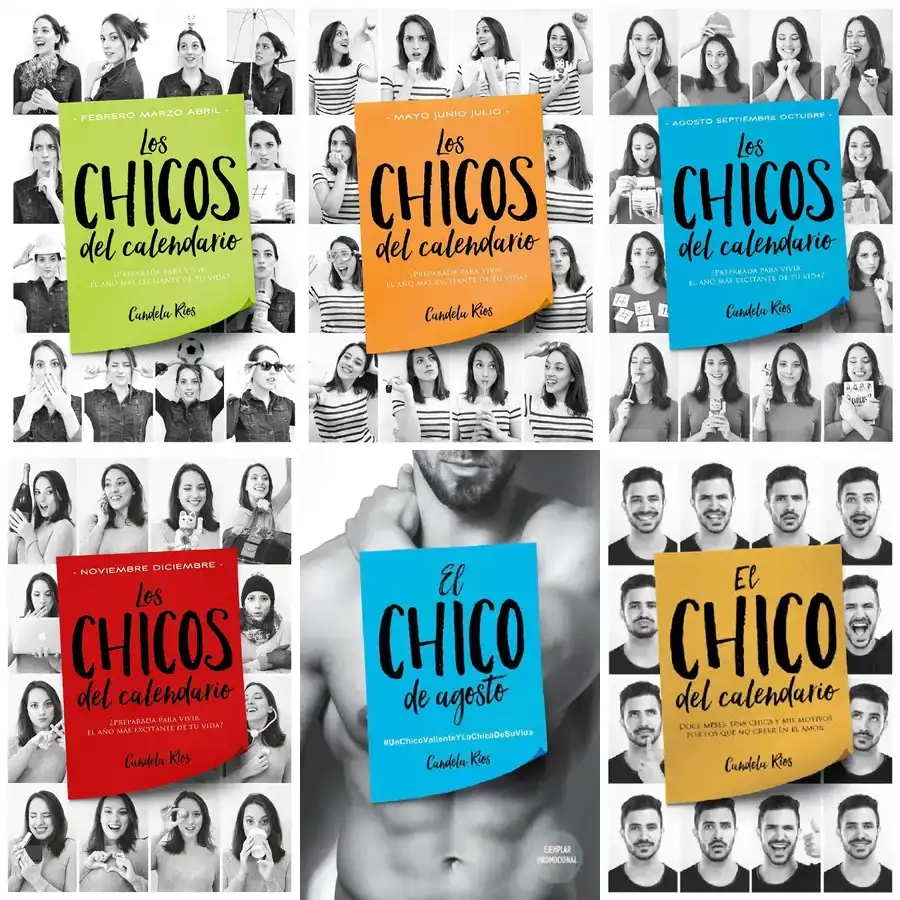 - FEBRERO MARZO ABRIL -
Los
CHICOS
del calendario
¿PREPARADA PARA VIVIR
EL AÑO MÁS EXCITANTE DE TU VIDA?
Candela Ríos
#
- MAYO JUNIO JULIO -
Los
CHICOS
del calendario
¿PREPARADA PARA VIVIR
EL AÑO MÁS EXCITANTE DE TU VIDA?
Candela Ríos
- AGOSTO SEPTIEMBRE OCTUBRE -
Los
CHICOS
del calendario
¿PREPARADA PARA VIVIR
EL AÑO MÁS EXCITANTE DE TU VIDA?
Candela Ríos
- NOVIEMBRE DICIEMBRE -
Los
CHICOS
del calendario
¿PREPARADA PARA VIVIR
EL AÑO MÁS EXCITANTE DE TU VIDA?
Candela Ríos
El
CHICO
de agosto
#UnChicoValienteYLaChicaDeSuVida
Candela Ríos
EJEMPLAR
PROMOCIONAL
El
CHICO
del calendario
DOCE MESES, UNA CHICA Y MIL MOTIVOS
POR LOS QUE NO CREER EN EL AMOR
Candela Ríos